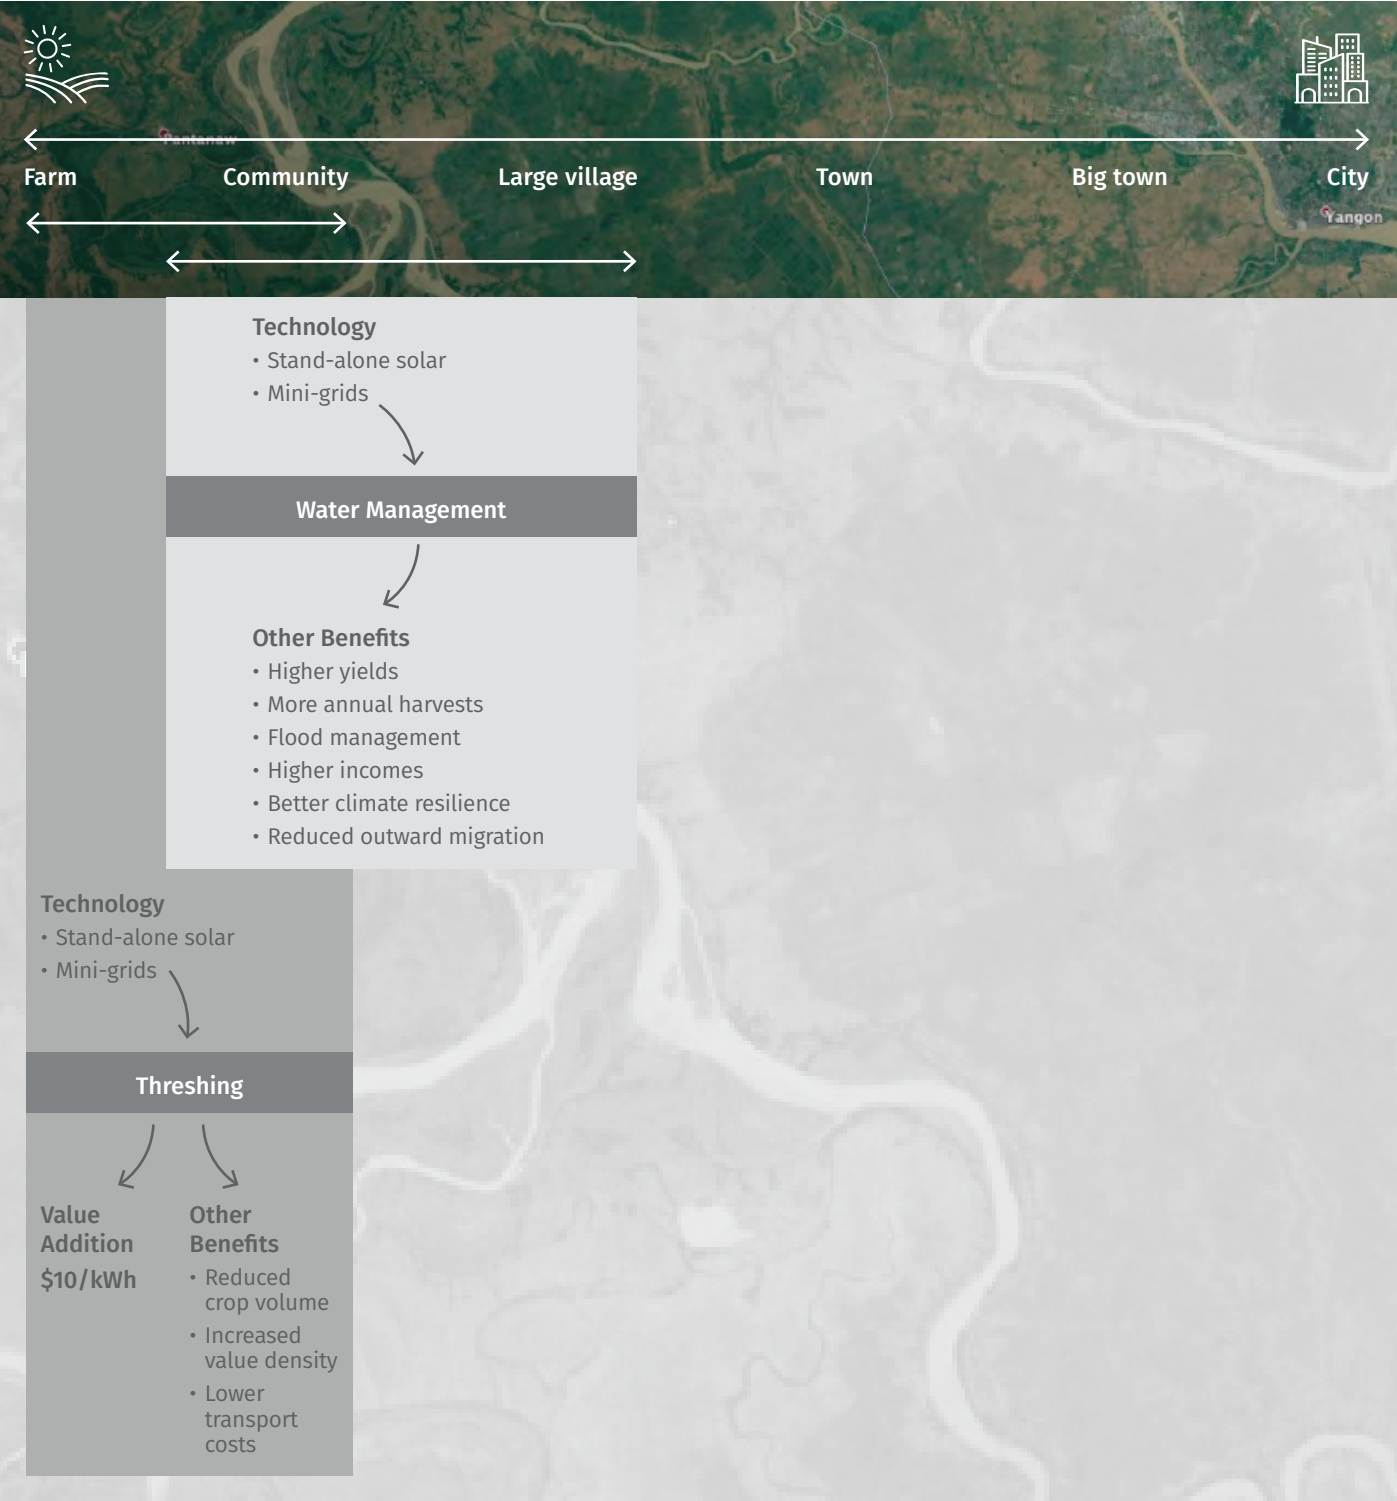 Pantanaw
Farm
Community
Large village
Town
Big town
City
Yangon
Technology
• Stand-alone solar
• Mini-grids
Water Management
Other Benefits
• Higher yields
• More annual harvests
• Flood management
• Higher incomes
• Better climate resilience
• Reduced outward migration
Technology
• Stand-alone solar
• Mini-grids
Threshing
Value
Addition
$10/kWh
Other
Benefits
• Reduced
crop volume
• Increased
value density
• Lower
transport
costs